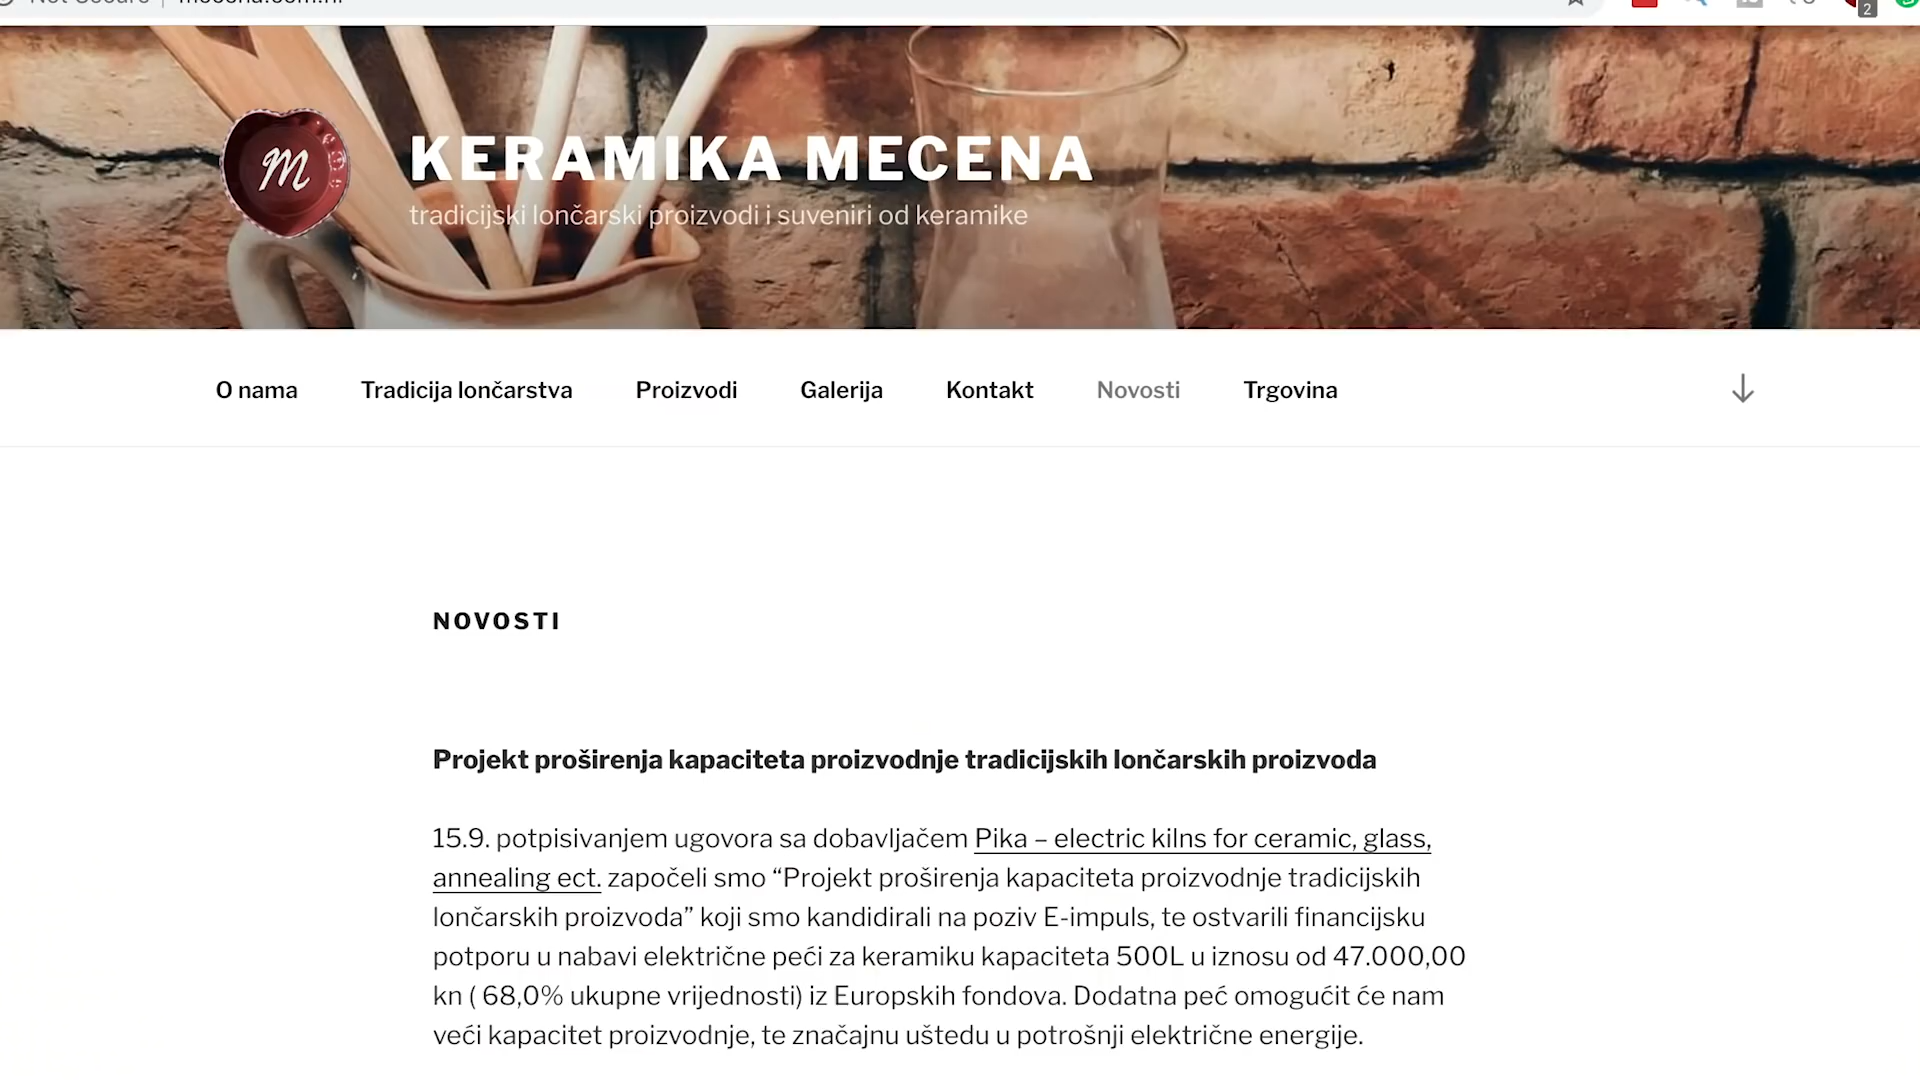 2
M
KERAMIKA MECENA
tradicijski lončarski proizvodi i suveniri od keramike
O nama Tradicija lončarstva Proizvodi Galerija Kontakt Novosti Trgovina
NOVOSTI
Projekt proširenja kapaciteta proizvodnje tradicijskih lončarskih proizvoda
15.9. potpisivanjem ugovora sa dobavljačem Pika – electric kilns for ceramic, glass,
annealing ect. započeli smo “Projekt proširenja kapaciteta proizvodnje tradicijskih
lončarskih proizvoda” koji smo kandidirali na poziv E-impuls, te ostvarili financijsku
potporu u nabavi električne peći za keramiku kapaciteta 500L u iznosu od 47.000,00
kn ( 68,0% ukupne vrijednosti) iz Europskih fondova. Dodatna peć omogućit će nam
veći kapacitet proizvodnje, te značajnu uštedu u potrošnji električne energije.